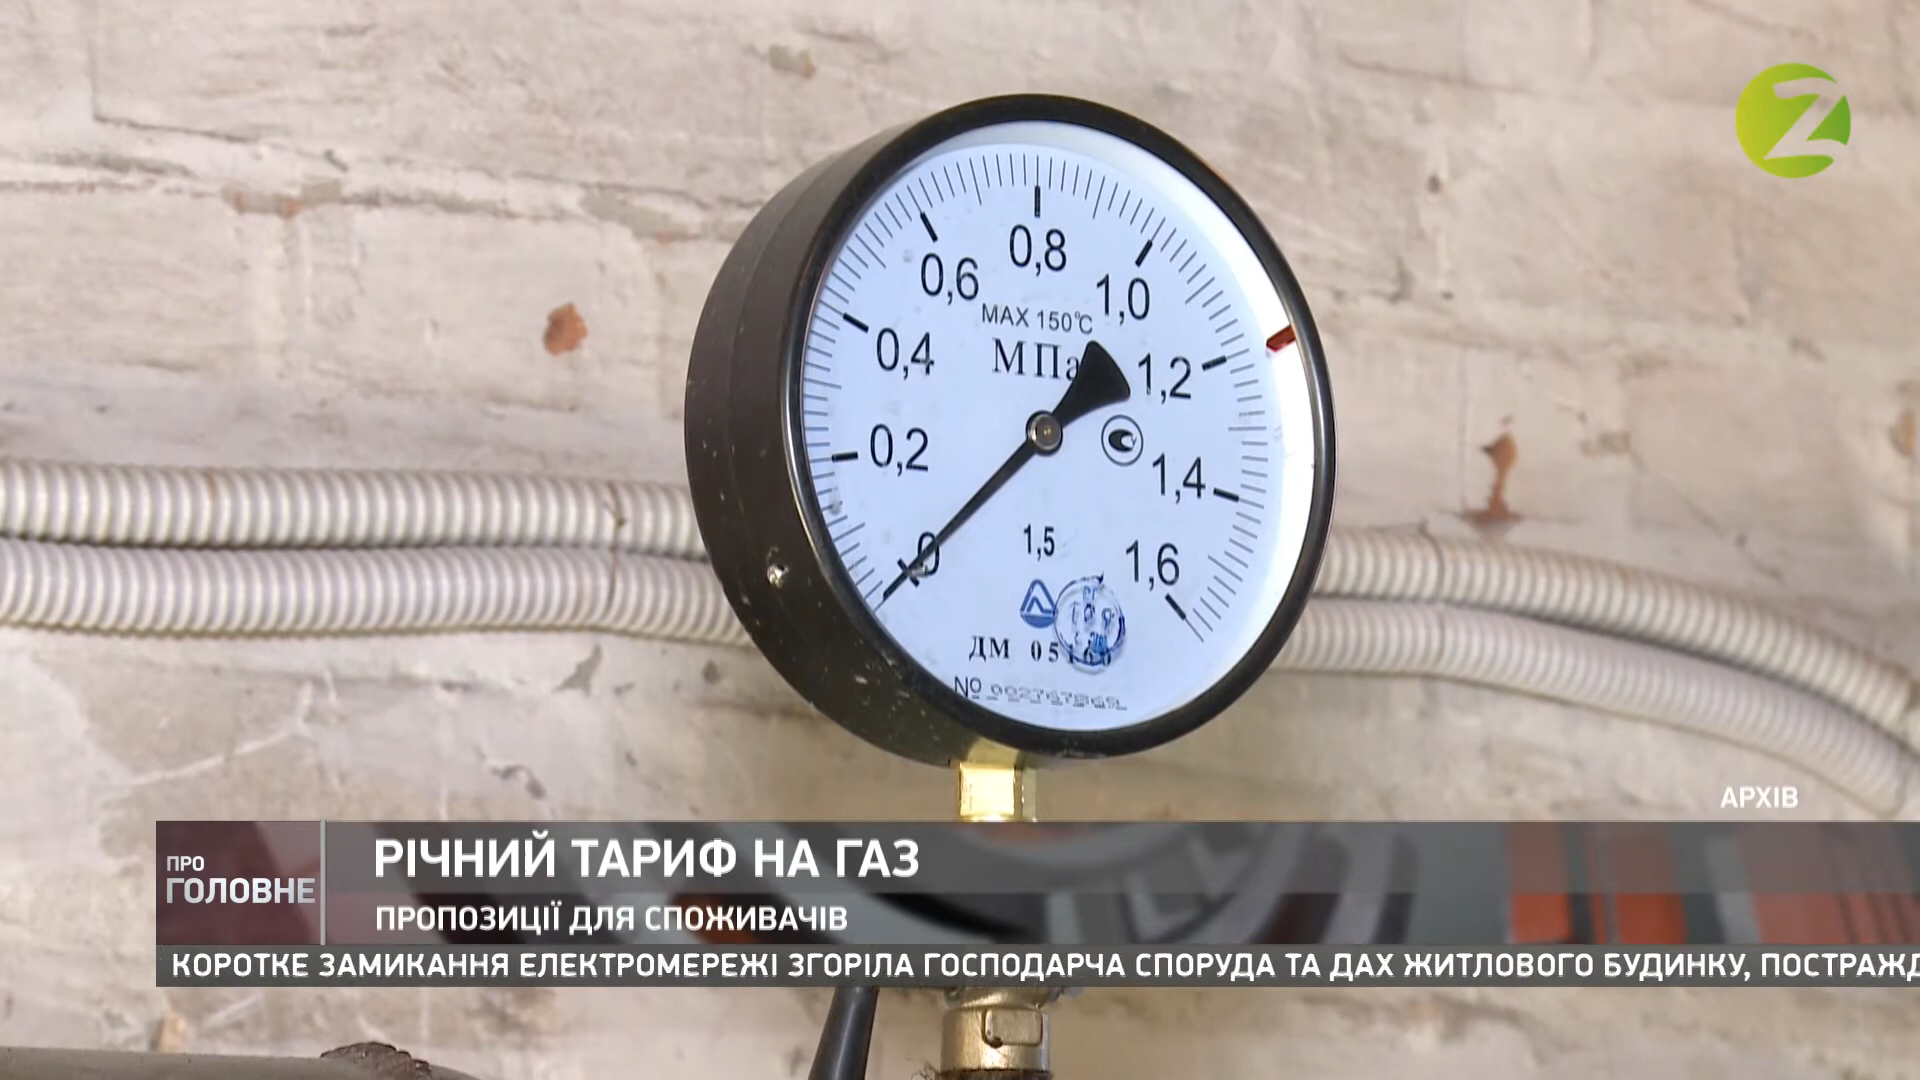 0,8
0,6
1,0
MAX 150°C
0,4
МПа
1,2
0,2
1,4
0
1,5
1,6
ДМ 05160
№
АРХІВ
ПРО
ГОЛОВНЕ
РІЧНИЙ ТАРИФ НА ГАЗ
ПРОПОЗИЦІЇ ДЛЯ СПОЖИВАЧІВ
КОРОТКЕ ЗАМИКАННЯ ЕЛЕКТРОМЕРЕЖІ ЗГОРІЛА ГОСПОДАРЧА СПОРУДА ТА ДАХ ЖИТЛОВОГО БУДИНКУ, ПОСТРАЖД